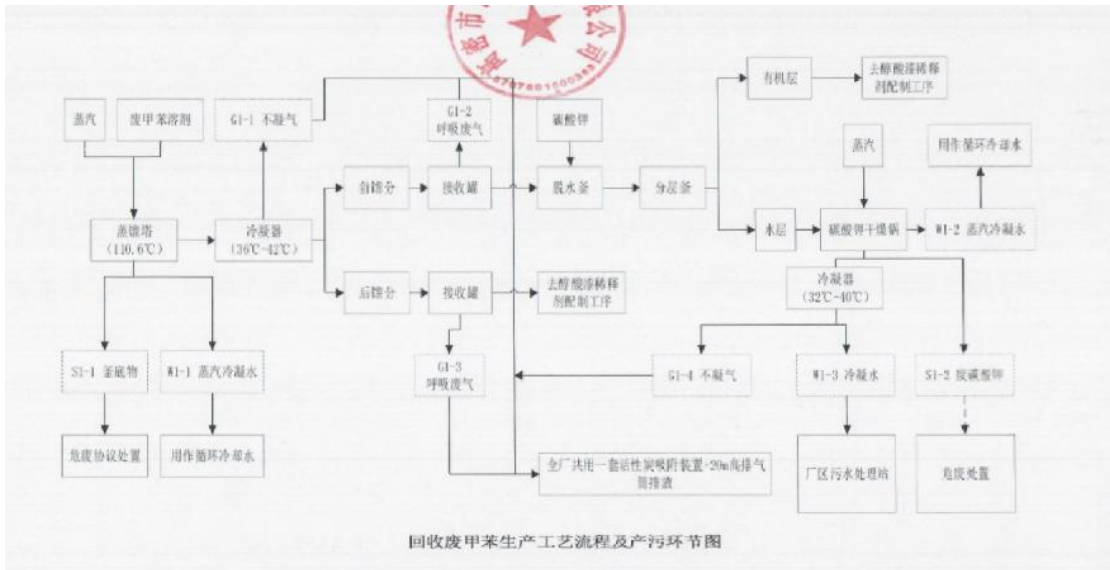 高密市
限公司
有机层
去醇酸漆稀释
剂配制工序
蒸汽
废甲苯溶剂
G1-1 不凝气
G1-2
呼吸废气
碳酸钾
蒸汽
用作循环冷却水
前馏分
接收罐
脱水釜
分层釜
蒸馏塔
(110.6℃)
冷凝器
(36℃-42℃)
水层
碳酸钾干燥锅
W1-2 蒸汽冷凝水
后馏分
接收罐
去醇酸漆稀释
剂配制工序
冷凝器
(32℃-40℃)
S1-1 釜底物
W1-1 蒸汽冷凝水
G1-3
呼吸废气
G1-4 不凝气
W1-3 冷凝水
S1-2 废碳酸钾
危废协议处置
用作循环冷却水
全厂共用一套活性炭吸附装置+20m高排气
筒排放
厂区污水处理站
危废处置
回收废甲苯生产工艺流程及产污环节图